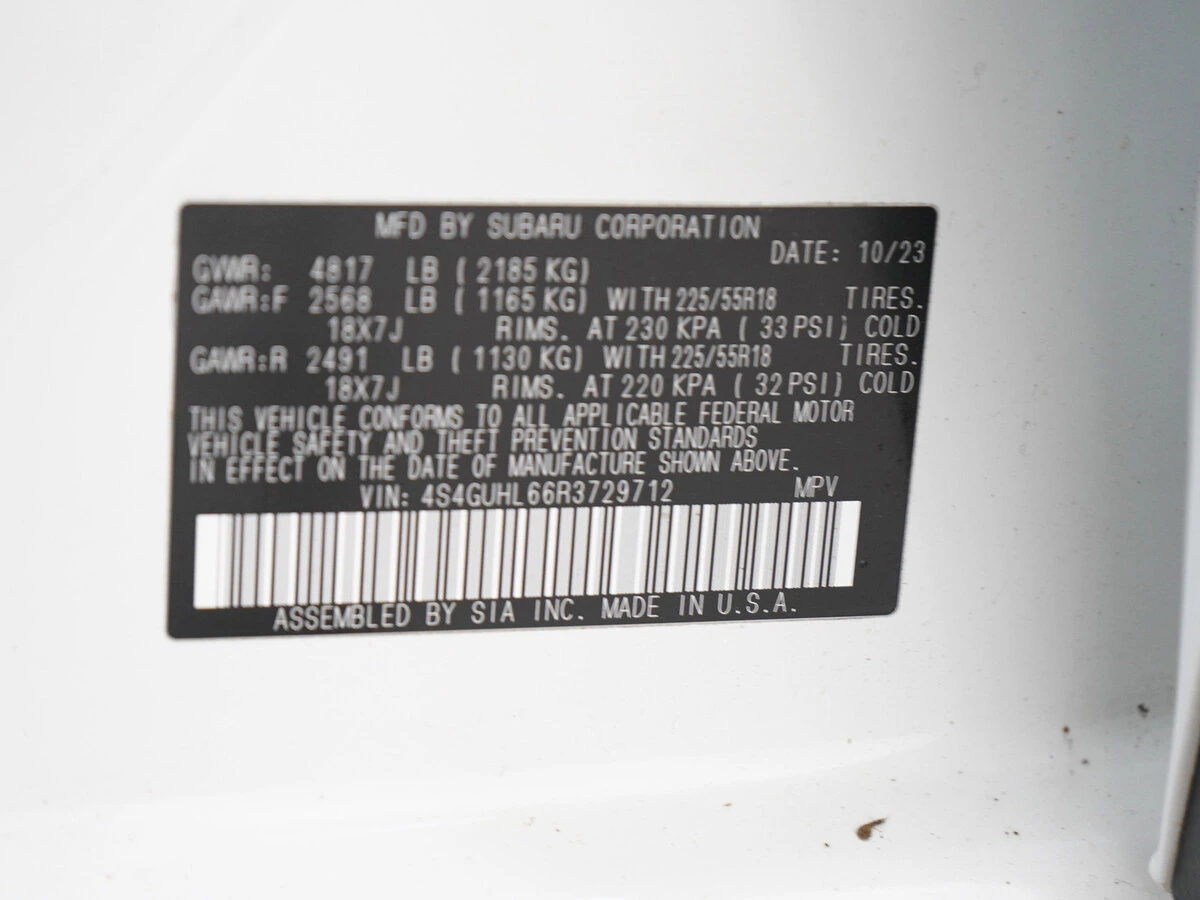 MFD BY SUBARU CORPORATION
DATE: 10/23
GVWR: 4817 LB ( 2185 KG)
GAWR:F 2568 LB ( 1165 KG) WITH 225/55R18 TIRES.
18X7J RIMS. AT 230 KPA ( 33 PSI) COLD
GAWR:R 2491 LB ( 1130 KG) WITH 225/55R18 TIRES.
18X7J RIMS. AT 220 KPA ( 32 PSI) COLD
THIS VEHICLE CONFORMS TO ALL APPLICABLE FEDERAL MOTOR
VEHICLE SAFETY AND THEFT PREVENTION STANDARDS
IN EFFECT ON THE DATE OF MANUFACTURE SHOWN ABOVE.
VIN: 4S4GUHL66R3729712 MPV
ASSEMBLED BY SIA INC. MADE IN U.S.A.